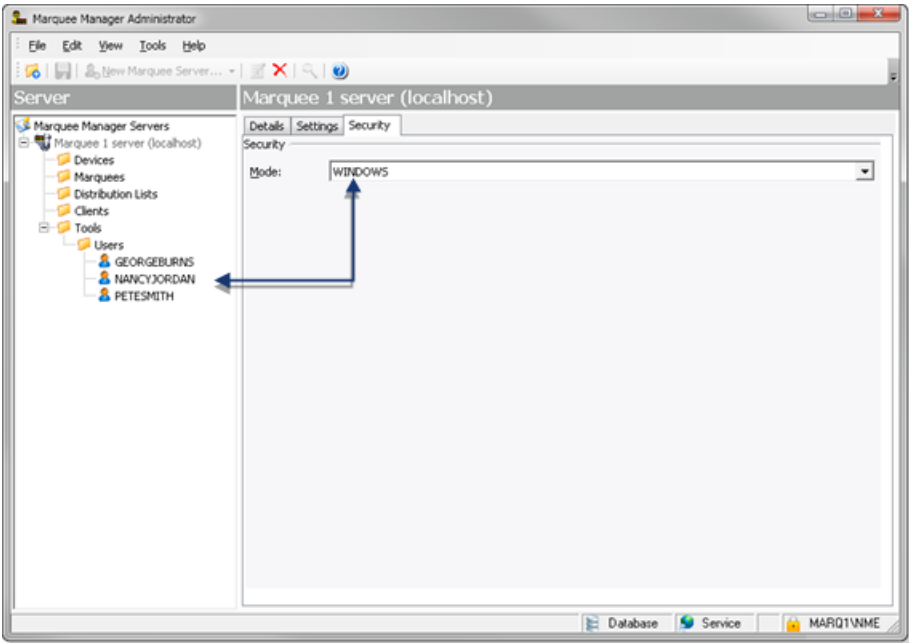 Marquee Manager Administrator
File Edit View Tools Help
New Marquee Server...
Server
Marquee 1 server (localhost)
Marquee Manager Servers
Marquee 1 server (localhost)
Devices
Marquees
Distribution Lists
Clients
Tools
Users
GEORGEBURNS
NANCYJORDAN
PETESMITH
Details Settings Security
Security
Mode: WINDOWS
Database Service MARQ1\NME